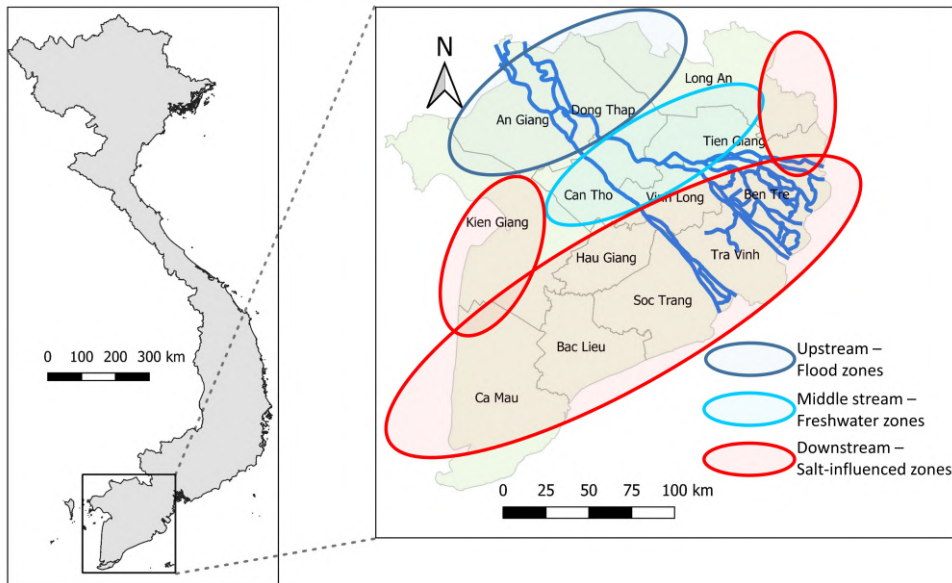 0 100 200 300 km
N
Long An
Dong Thap
An Giang
Tien Giang
Can Tho
Vinh Long
Ben Tre
Kien Giang
Hau Giang
Tra Vinh
Soc Trang
Bac Lieu
Ca Mau
Upstream –
Flood zones
Middle stream –
Freshwater zones
Downstream –
Salt-influenced zones
0 25 50 75 100 km